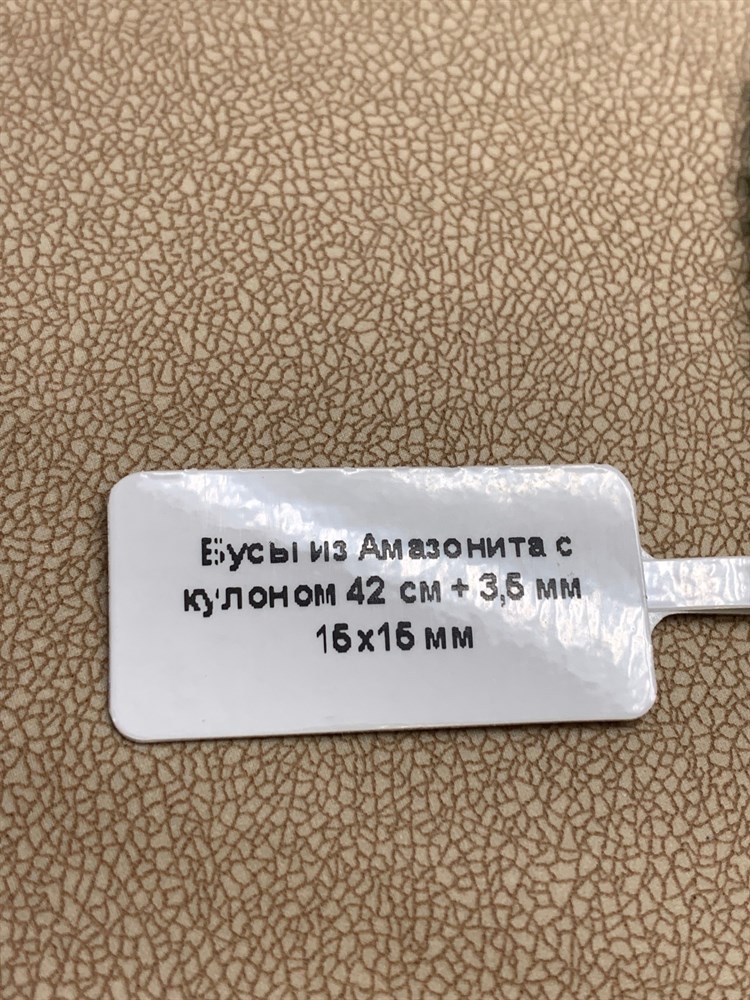 Бусы из Амазонита с
кулоном 42 см + 3,5 мм
15х15 мм